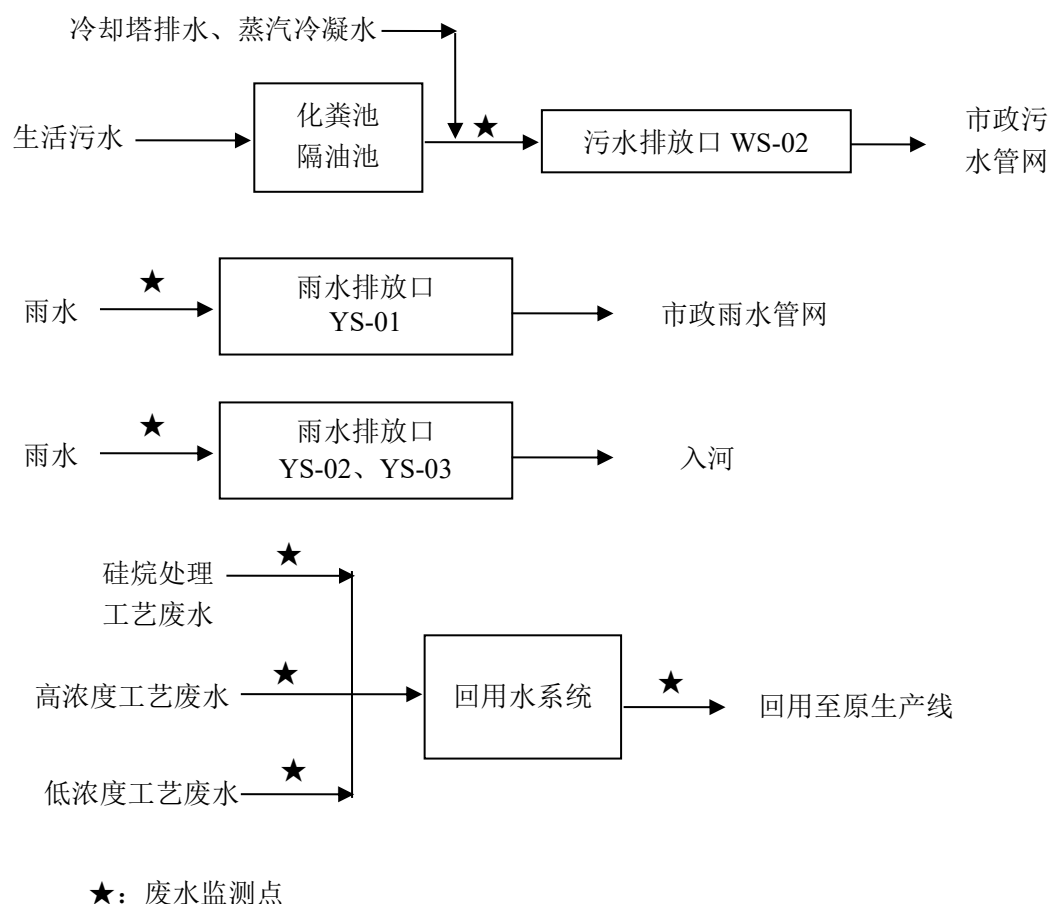 冷却塔排水、蒸汽冷凝水
生活污水
化粪池
隔油池
★
污水排放口 WS-02
市政污
水管网
雨水
★
雨水排放口
YS-01
市政雨水管网
雨水
★
雨水排放口
YS-02、YS-03
入河
硅烷处理
工艺废水
★
高浓度工艺废水
★
低浓度工艺废水
★
回用水系统
★
回用至原生产线
★：废水监测点